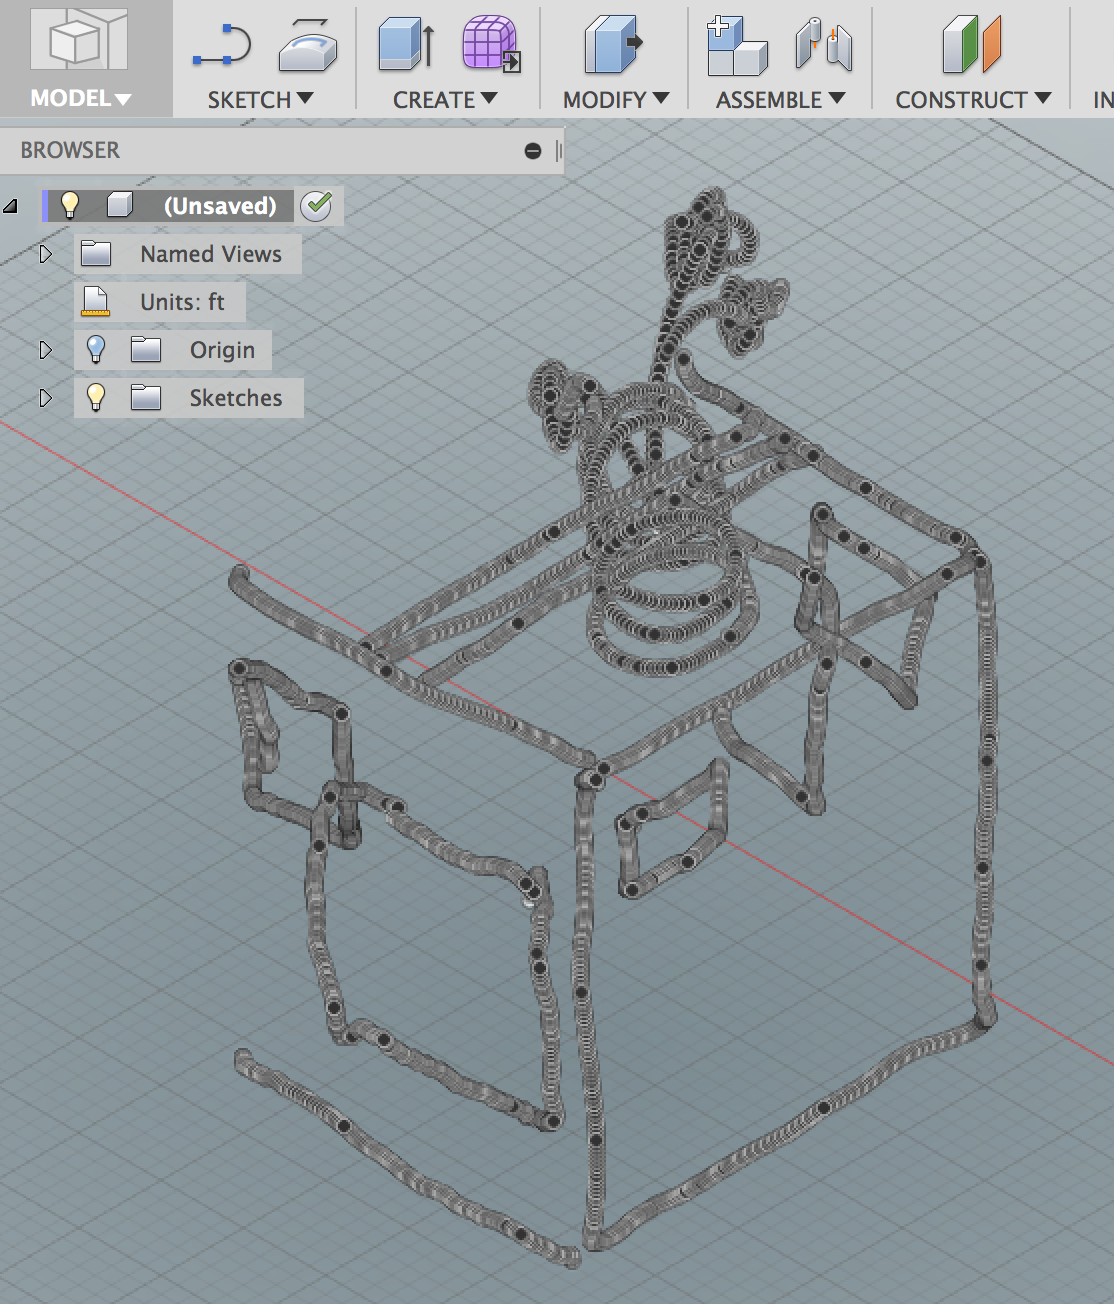 MODEL SKETCH CREATE MODIFY ASSEMBLE CONSTRUCT IN
BROWSER
(Unsaved)
Named Views
Units: ft
Origin
Sketches